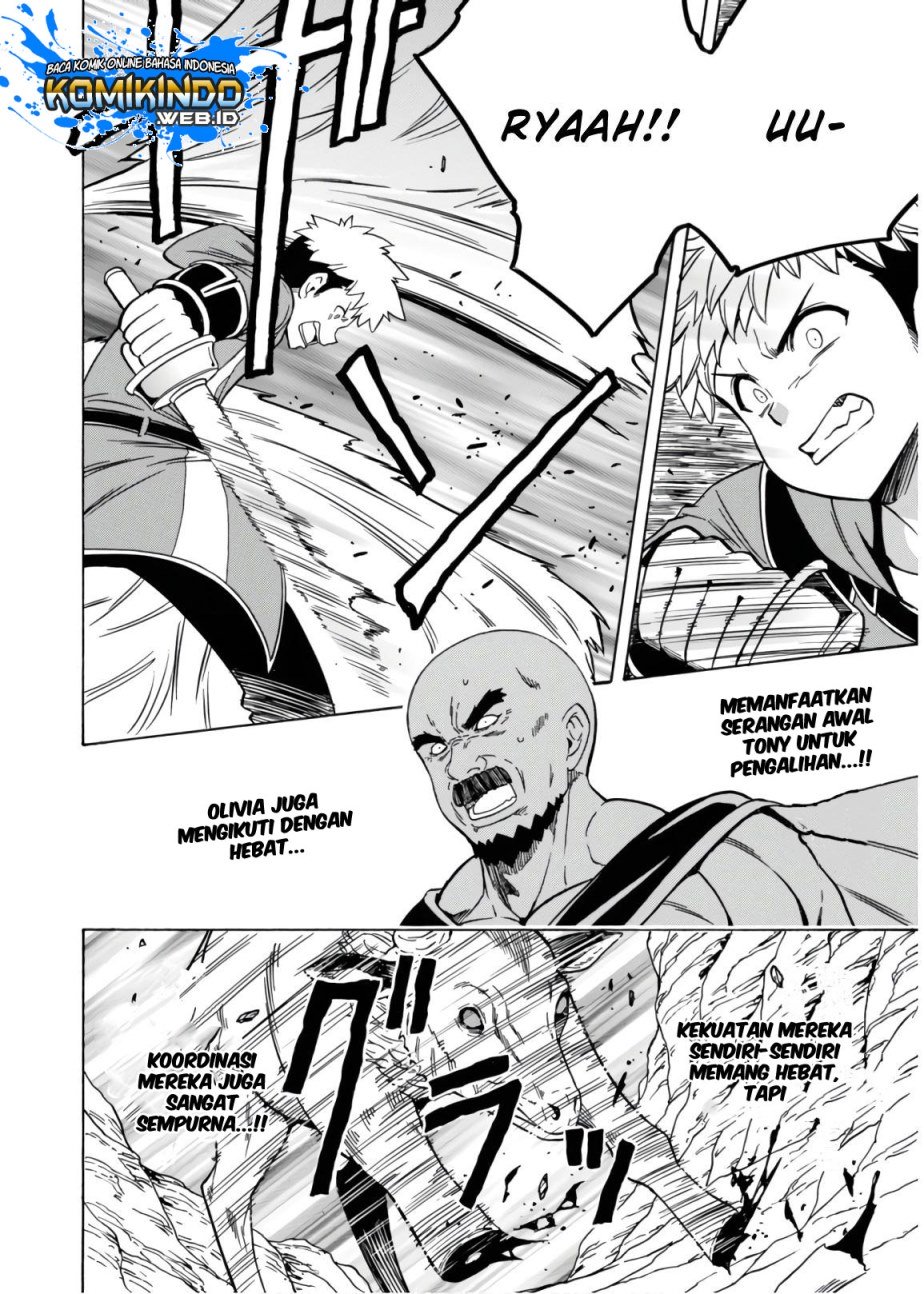 BACA KOMIK ONLINE BAHASA INDONESIA
KOMIKINDO
WEB.ID
UU-
RYAAH!!
MEMANFAATKAN
SERANGAN AWAL
TONY UNTUK
PENGALIHAN...!!
OLIVIA JUGA
MENGIKUTI DENGAN
HEBAT...
KEKUATAN MEREKA
SENDIRI-SENDIRI
MEMANG HEBAT,
TAPI
KOORDINASI
MEREKA JUGA
SANGAT
SEMPURNA...!!
グラッ